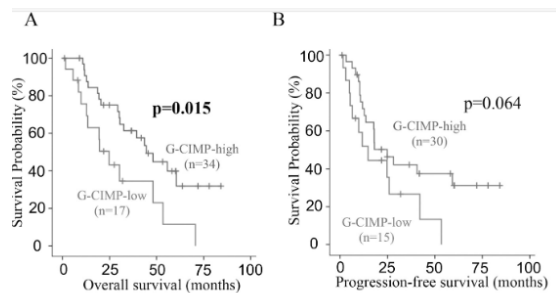 A
Survival Probability (%)
100
80
60
40
20
0
p=0.015
G-CIMP-high
(n=34)
G-CIMP-low
(n=17)
0 25 50 75 100
Overall survival (months)
B
Survival Probability (%)
100
80
60
40
20
0
p=0.064
G-CIMP-high
(n=30)
G-CIMP-low
(n=15)
0 25 50 75 100
Progression-free survival (months)